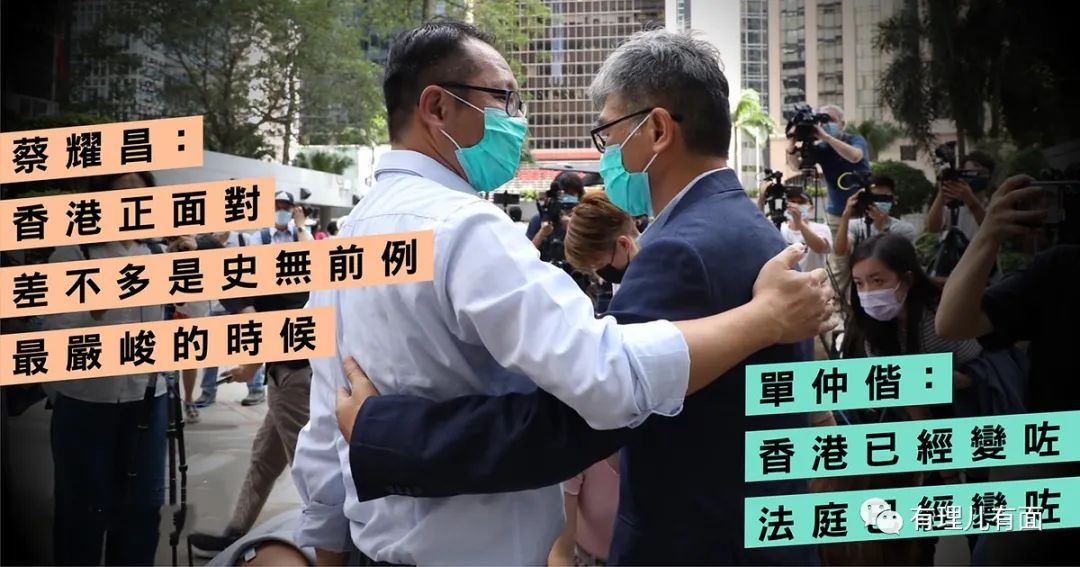 蔡耀昌：
香港正面對
差不多是史無前例
最嚴峻的時候
單仲偕：
香港已經變咗
法庭已經變咗
有理儿有面